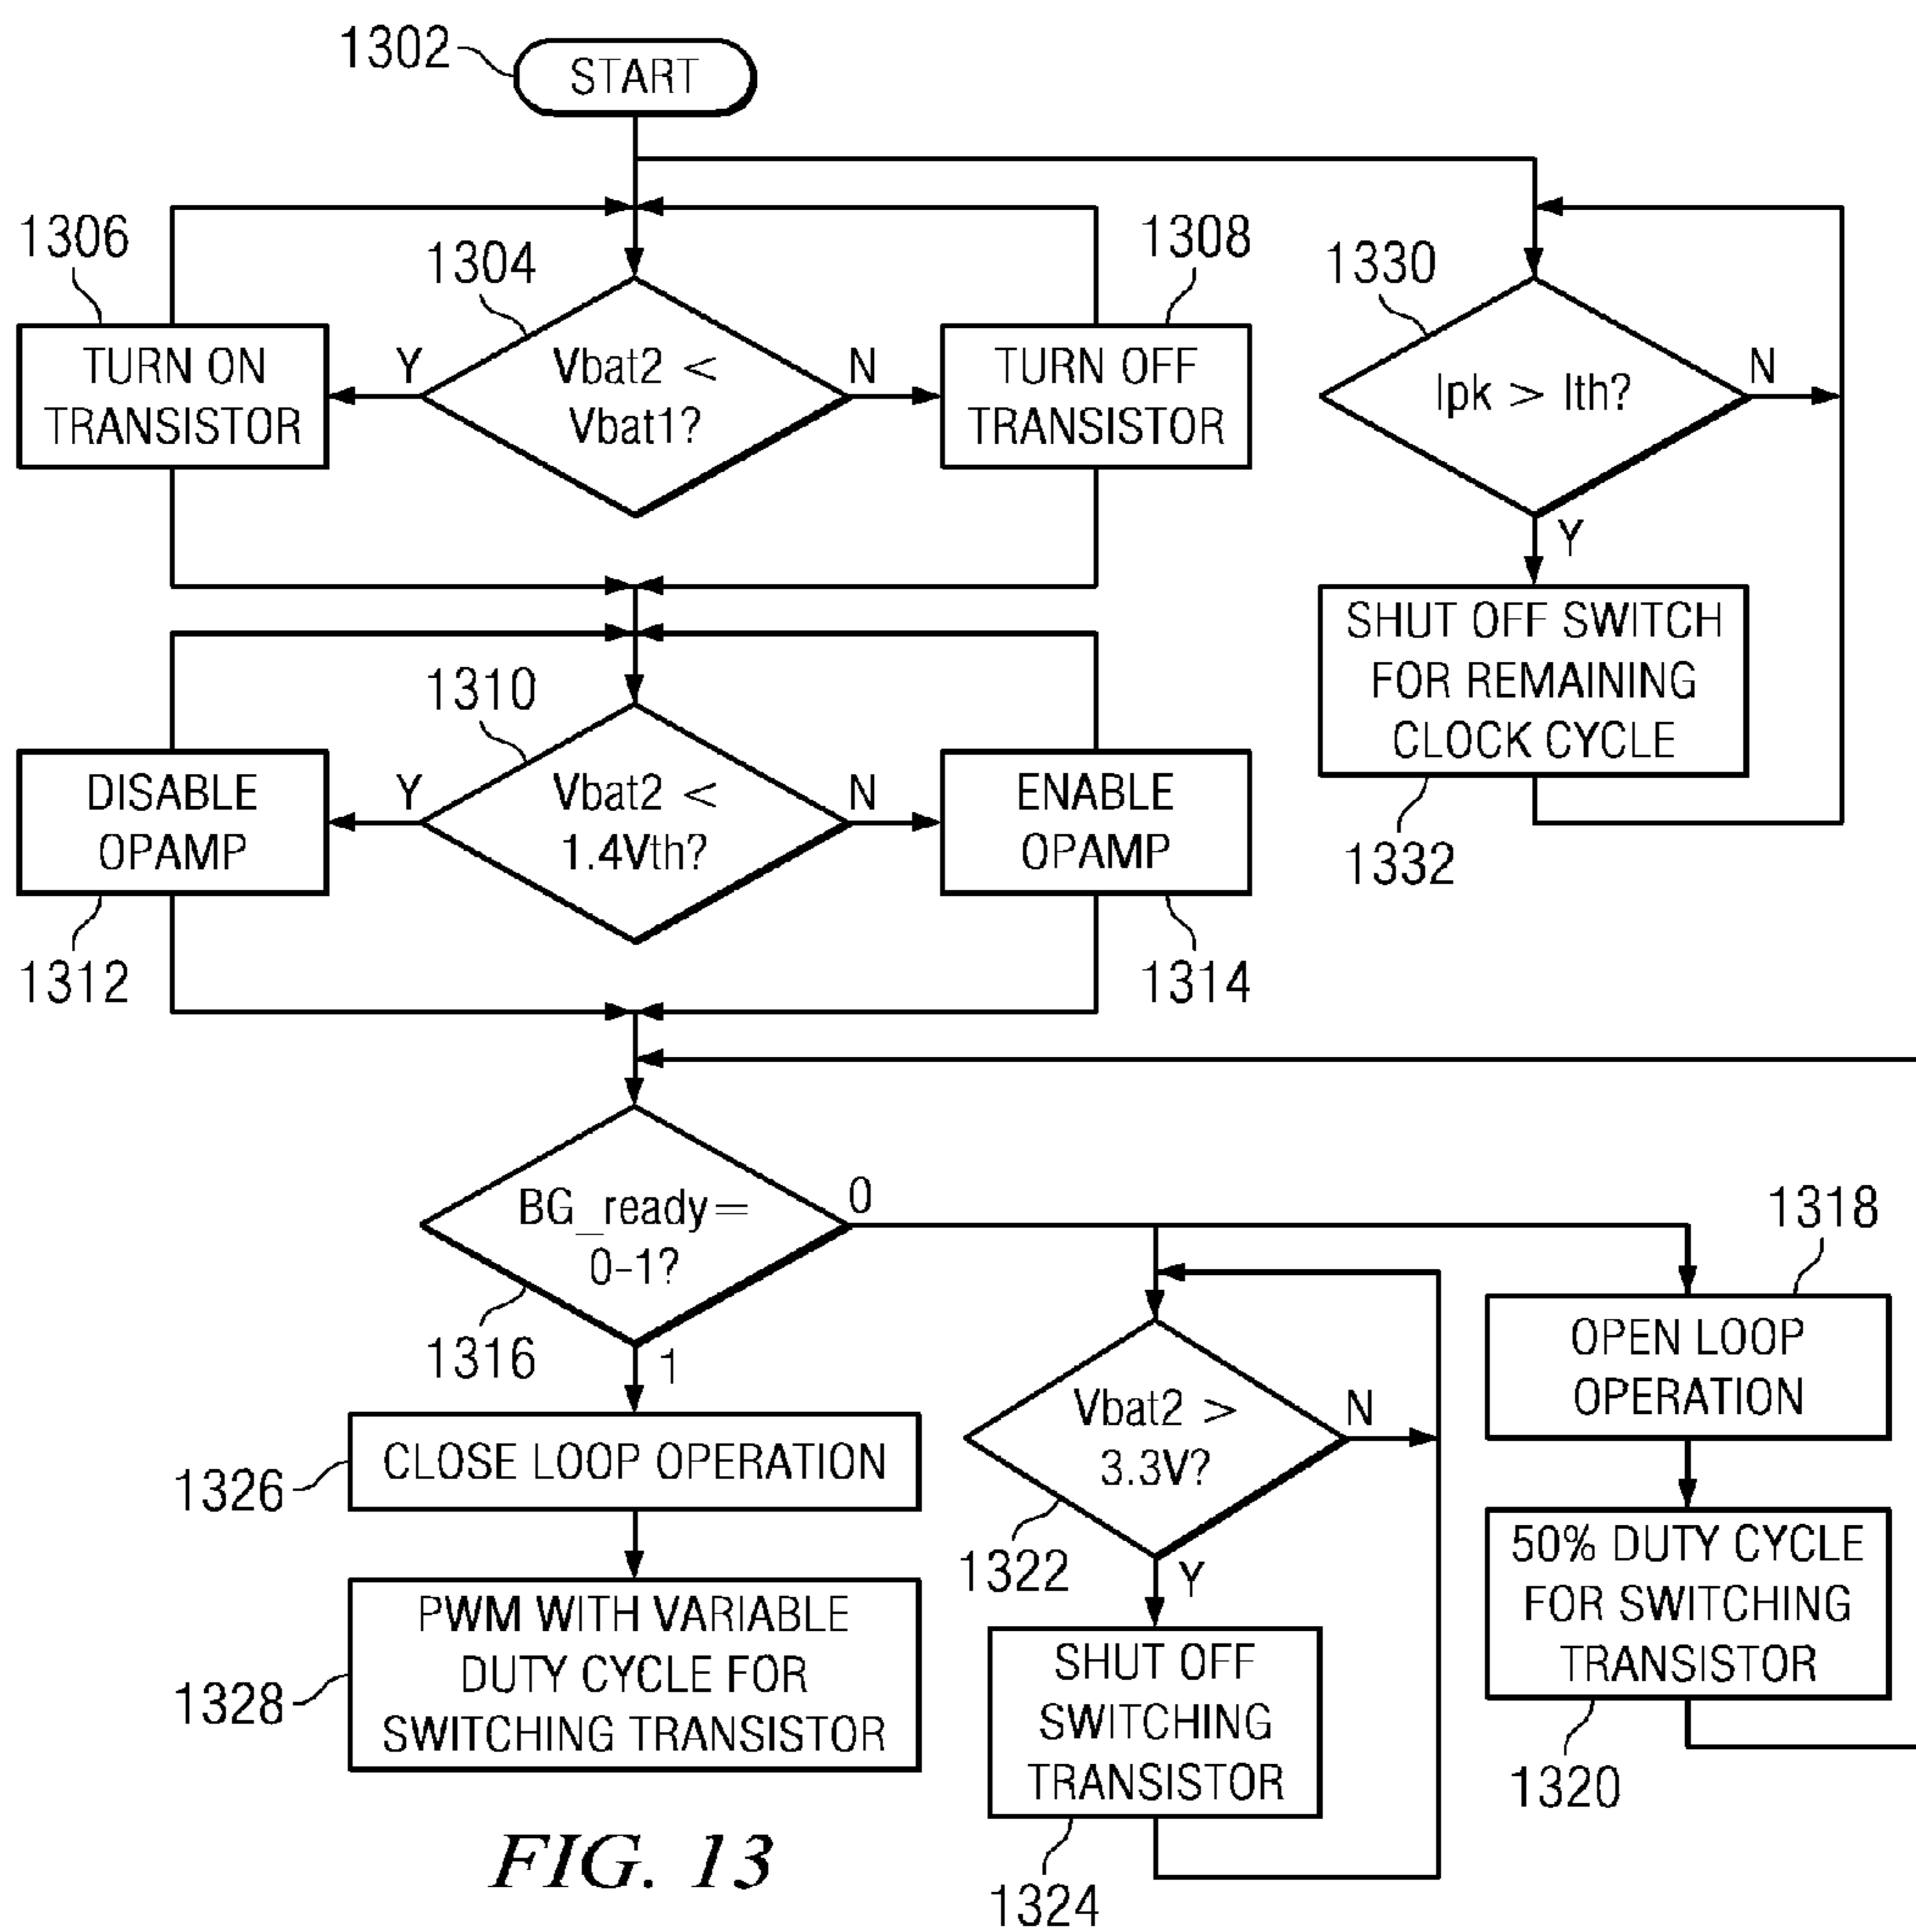 1302
START
1306
1304
1308
1330
TURN ON
TRANSISTOR
Y
Vbat2 <
Vbat1?
N
TURN OFF
TRANSISTOR
Ipk > Ith?
N
Y
SHUT OFF SWITCH
FOR REMAINING
CLOCK CYCLE
1332
1310
DISABLE
OPAMP
Y
Vbat2 <
1.4Vth?
N
ENABLE
OPAMP
1312
1314
BG_ready=
0-1?
0
1316
1
1318
OPEN LOOP
OPERATION
Vbat2 >
3.3V?
N
1322
Y
1326
CLOSE LOOP OPERATION
50% DUTY CYCLE
FOR SWITCHING
TRANSISTOR
1320
1328
PWM WITH VARIABLE
DUTY CYCLE FOR
SWITCHING TRANSISTOR
SHUT OFF
SWITCHING
TRANSISTOR
1324
FIG. 13